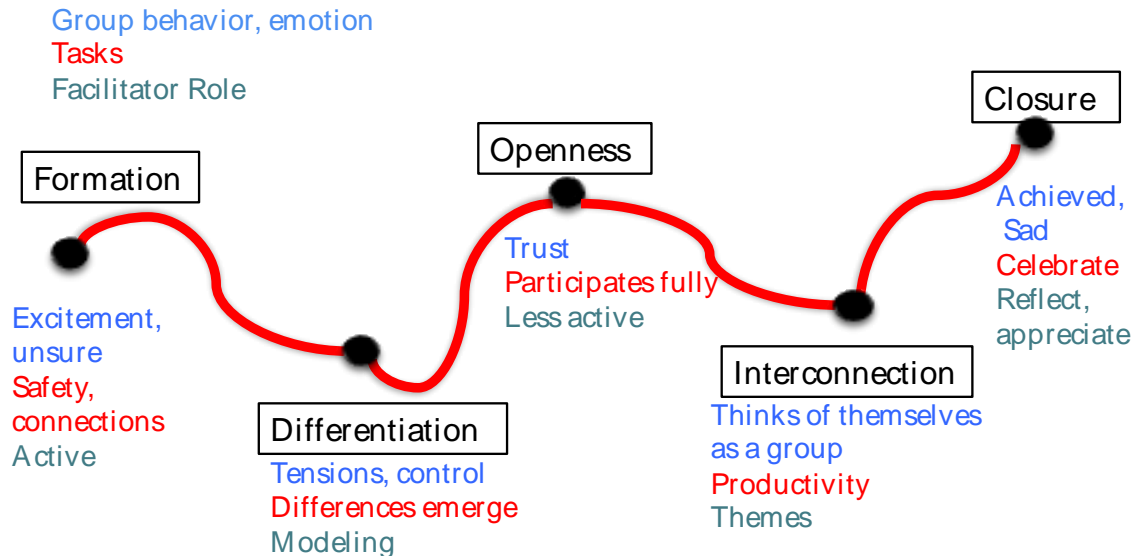 Group behavior, emotion
Tasks
Facilitator Role
Formation
Excitement,
unsure
Safety,
connections
Active
Differentiation
Tensions, control
Differences emerge
Modeling
Openness
Trust
Participates fully
Less active
Interconnection
Thinks of themselves
as a group
Productivity
Themes
Closure
Achieved,
Sad
Celebrate
Reflect,
appreciate